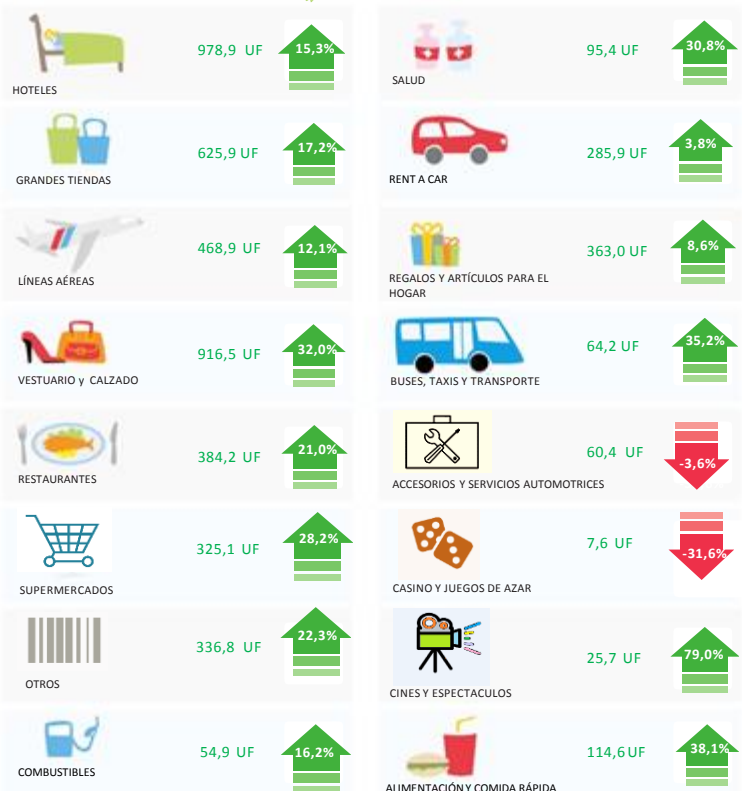 978,9 UF 15,3%
HOTELES
625,9 UF 17,2%
GRANDES TIENDAS
468,9 UF 12,1%
LÍNEAS AÉREAS
916,5 UF 32,0%
VESTUARIO y CALZADO
384,2 UF 21,0%
RESTAURANTES
325,1 UF 28,2%
SUPERMERCADOS
336,8 UF 22,3%
OTROS
54,9 UF 16,2%
COMBUSTIBLES
95,4 UF 30,8%
SALUD
285,9 UF 3,8%
RENT A CAR
363,0 UF 8,6%
REGALOS Y ARTÍCULOS PARA EL
HOGAR
64,2 UF 35,2%
BUSES, TAXIS Y TRANSPORTE
60,4 UF -3,6%
ACCESORIOS Y SERVICIOS AUTOMOTRICES
7,6 UF -31,6%
CASINO Y JUEGOS DE AZAR
25,7 UF 79,0%
CINES Y ESPECTACULOS
114,6 UF 38,1%
ALIMENTACIÓN Y COMIDA RÁPIDA